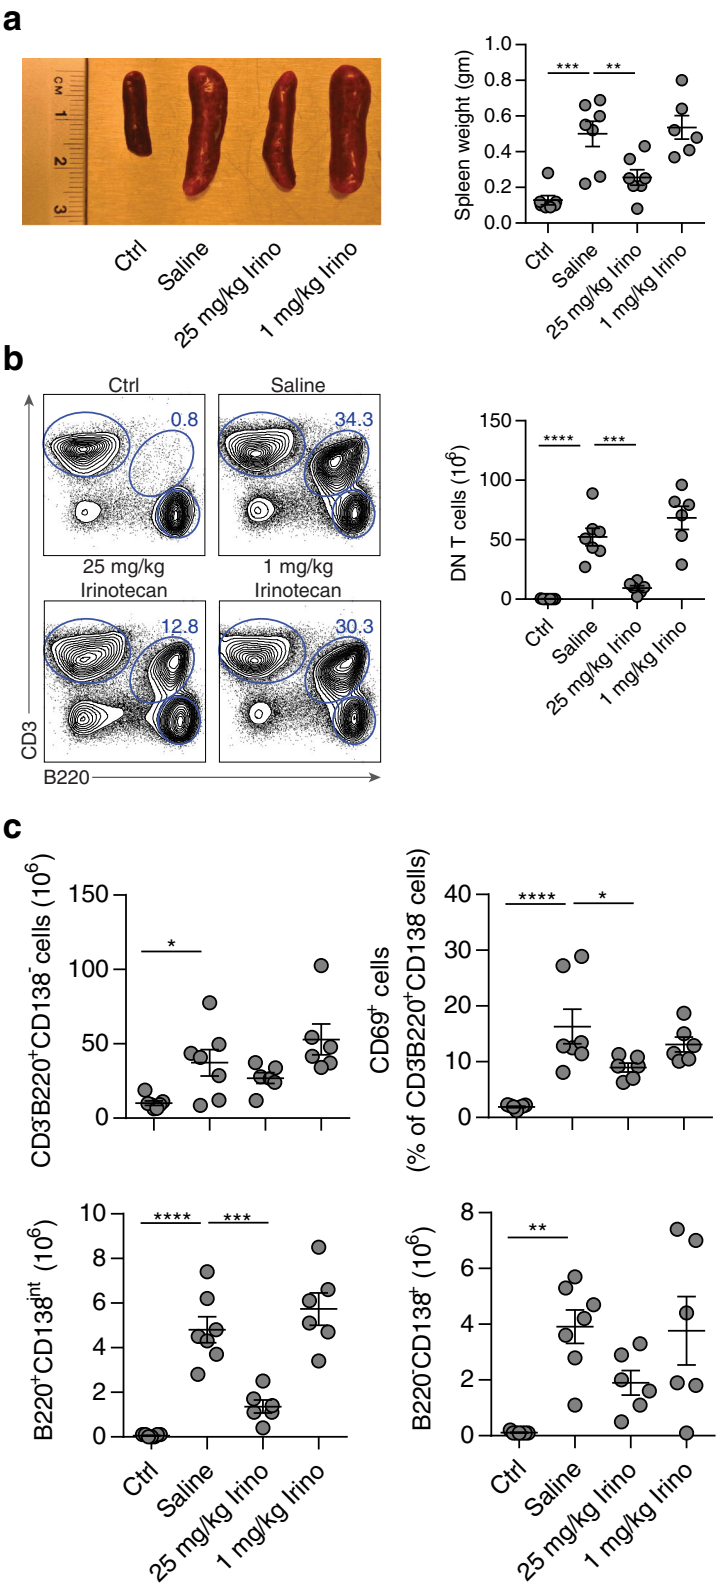 a
CM
1
2
3
Ctrl
Saline
25 mg/kg Irino
1 mg/kg Irino
Spleen weight (gm)
1.0
0.8
0.6
0.4
0.2
0.0
***
**
Ctrl
Saline
25 mg/kg Irino
1 mg/kg Irino
b
Ctrl
Saline
0.8
34.3
25 mg/kg
Irinotecan
1 mg/kg
Irinotecan
12.8
30.3
CD3
B220
DN T cells (10⁶)
150
100
50
0
****
***
Ctrl
Saline
25 mg/kg Irino
1 mg/kg Irino
c
CD3⁻B220⁺CD138⁻ cells (10⁶)
150
100
50
0
*
CD69⁺ cells
(% of CD3⁻B220⁺CD138⁻ cells)
40
30
20
10
0
****
*
B220⁺CD138ⁱⁿᵗ (10⁶)
10
8
6
4
2
0
****
***
Ctrl
Saline
25 mg/kg Irino
1 mg/kg Irino
B220⁻CD138⁺ (10⁶)
8
6
4
2
0
**
Ctrl
Saline
25 mg/kg Irino
1 mg/kg Irino